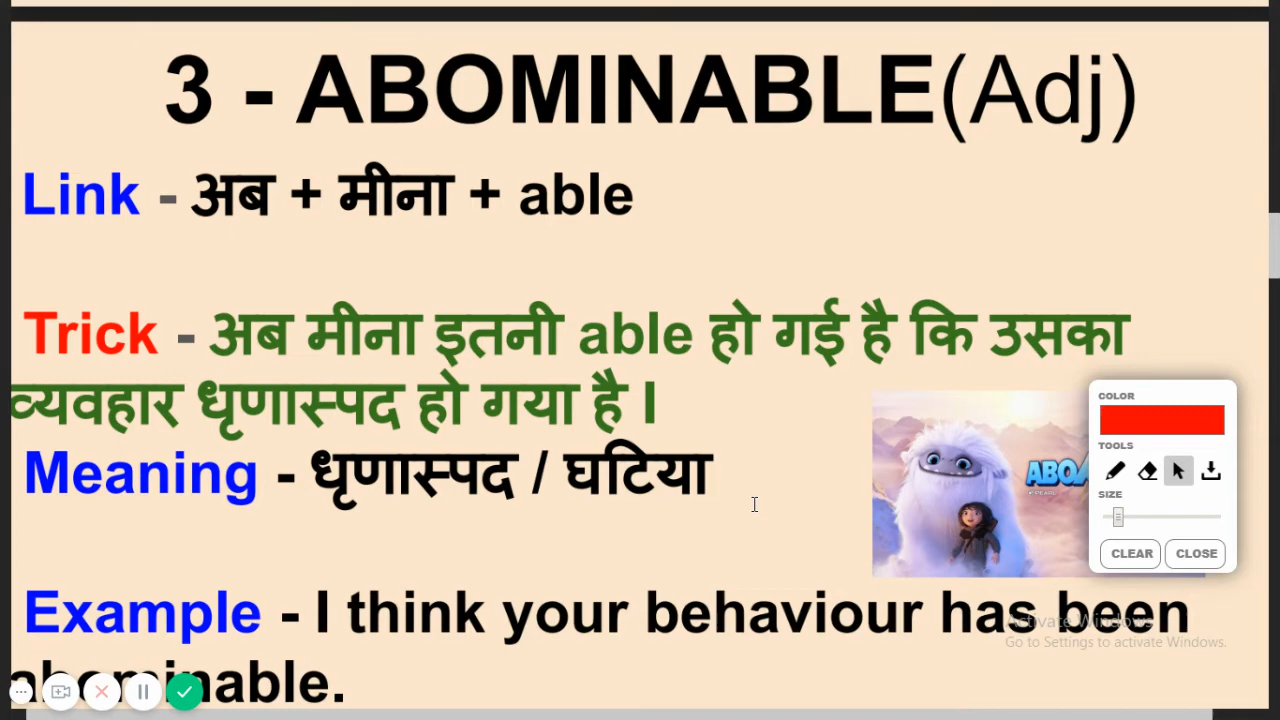 3 - ABOMINABLE(Adj)
Link - अब + मीना + able
Trick - अब मीना इतनी able हो गई है कि उसका
व्यवहार धृणास्पद हो गया है I
Meaning - धृणास्पद / घटिया
Example - I think your behaviour has been
abominable.
COLOR
TOOLS
SIZE
CLEAR CLOSE
Activate Windows
Go to Settings to activate Windows.